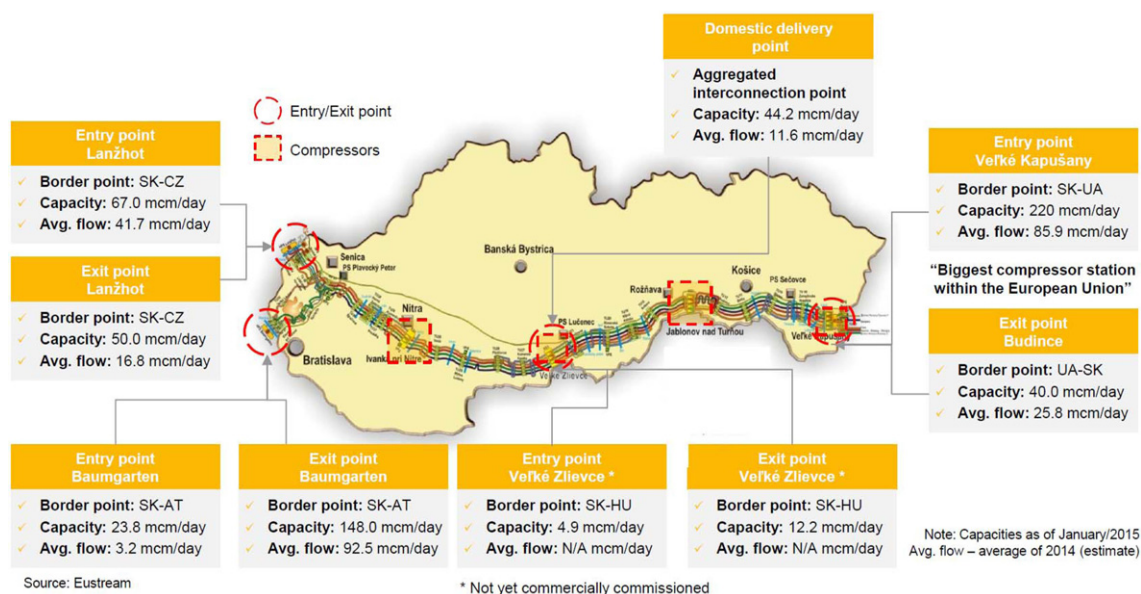 Domestic delivery
point
Aggregated
interconnection point
Capacity: 44.2 mcm/day
Avg. flow: 11.6 mcm/day
Entry/Exit point
Compressors
Entry point
Lanžhot
Border point: SK-CZ
Capacity: 67.0 mcm/day
Avg. flow: 41.7 mcm/day
Exit point
Lanžhot
Border point: SK-CZ
Capacity: 50.0 mcm/day
Avg. flow: 16.8 mcm/day
Entry point
Veľké Kapušany
Border point: SK-UA
Capacity: 220 mcm/day
Avg. flow: 85.9 mcm/day
“Biggest compressor station
within the European Union”
Exit point
Budince
Border point: UA-SK
Capacity: 40.0 mcm/day
Avg. flow: 25.8 mcm/day
Senica
PS Plavecký Peter
Banská Bystrica
Nitra
Ivanka pri Nitre
Bratislava
PS Lučenec
Veľké Zlievce
Rožňava
Jablonov nad Turňou
Košice
PS Sečovce
Veľké Kapušany
Entry point
Baumgarten
Border point: SK-AT
Capacity: 23.8 mcm/day
Avg. flow: 3.2 mcm/day
Exit point
Baumgarten
Border point: SK-AT
Capacity: 148.0 mcm/day
Avg. flow: 92.5 mcm/day
Entry point
Veľké Zlievce *
Border point: SK-HU
Capacity: 4.9 mcm/day
Avg. flow: N/A mcm/day
Exit point
Veľké Zlievce *
Border point: SK-HU
Capacity: 12.2 mcm/day
Avg. flow: N/A mcm/day
Note: Capacities as of January/2015
Avg. flow – average of 2014 (estimate)
Source: Eustream
* Not yet commercially commissioned